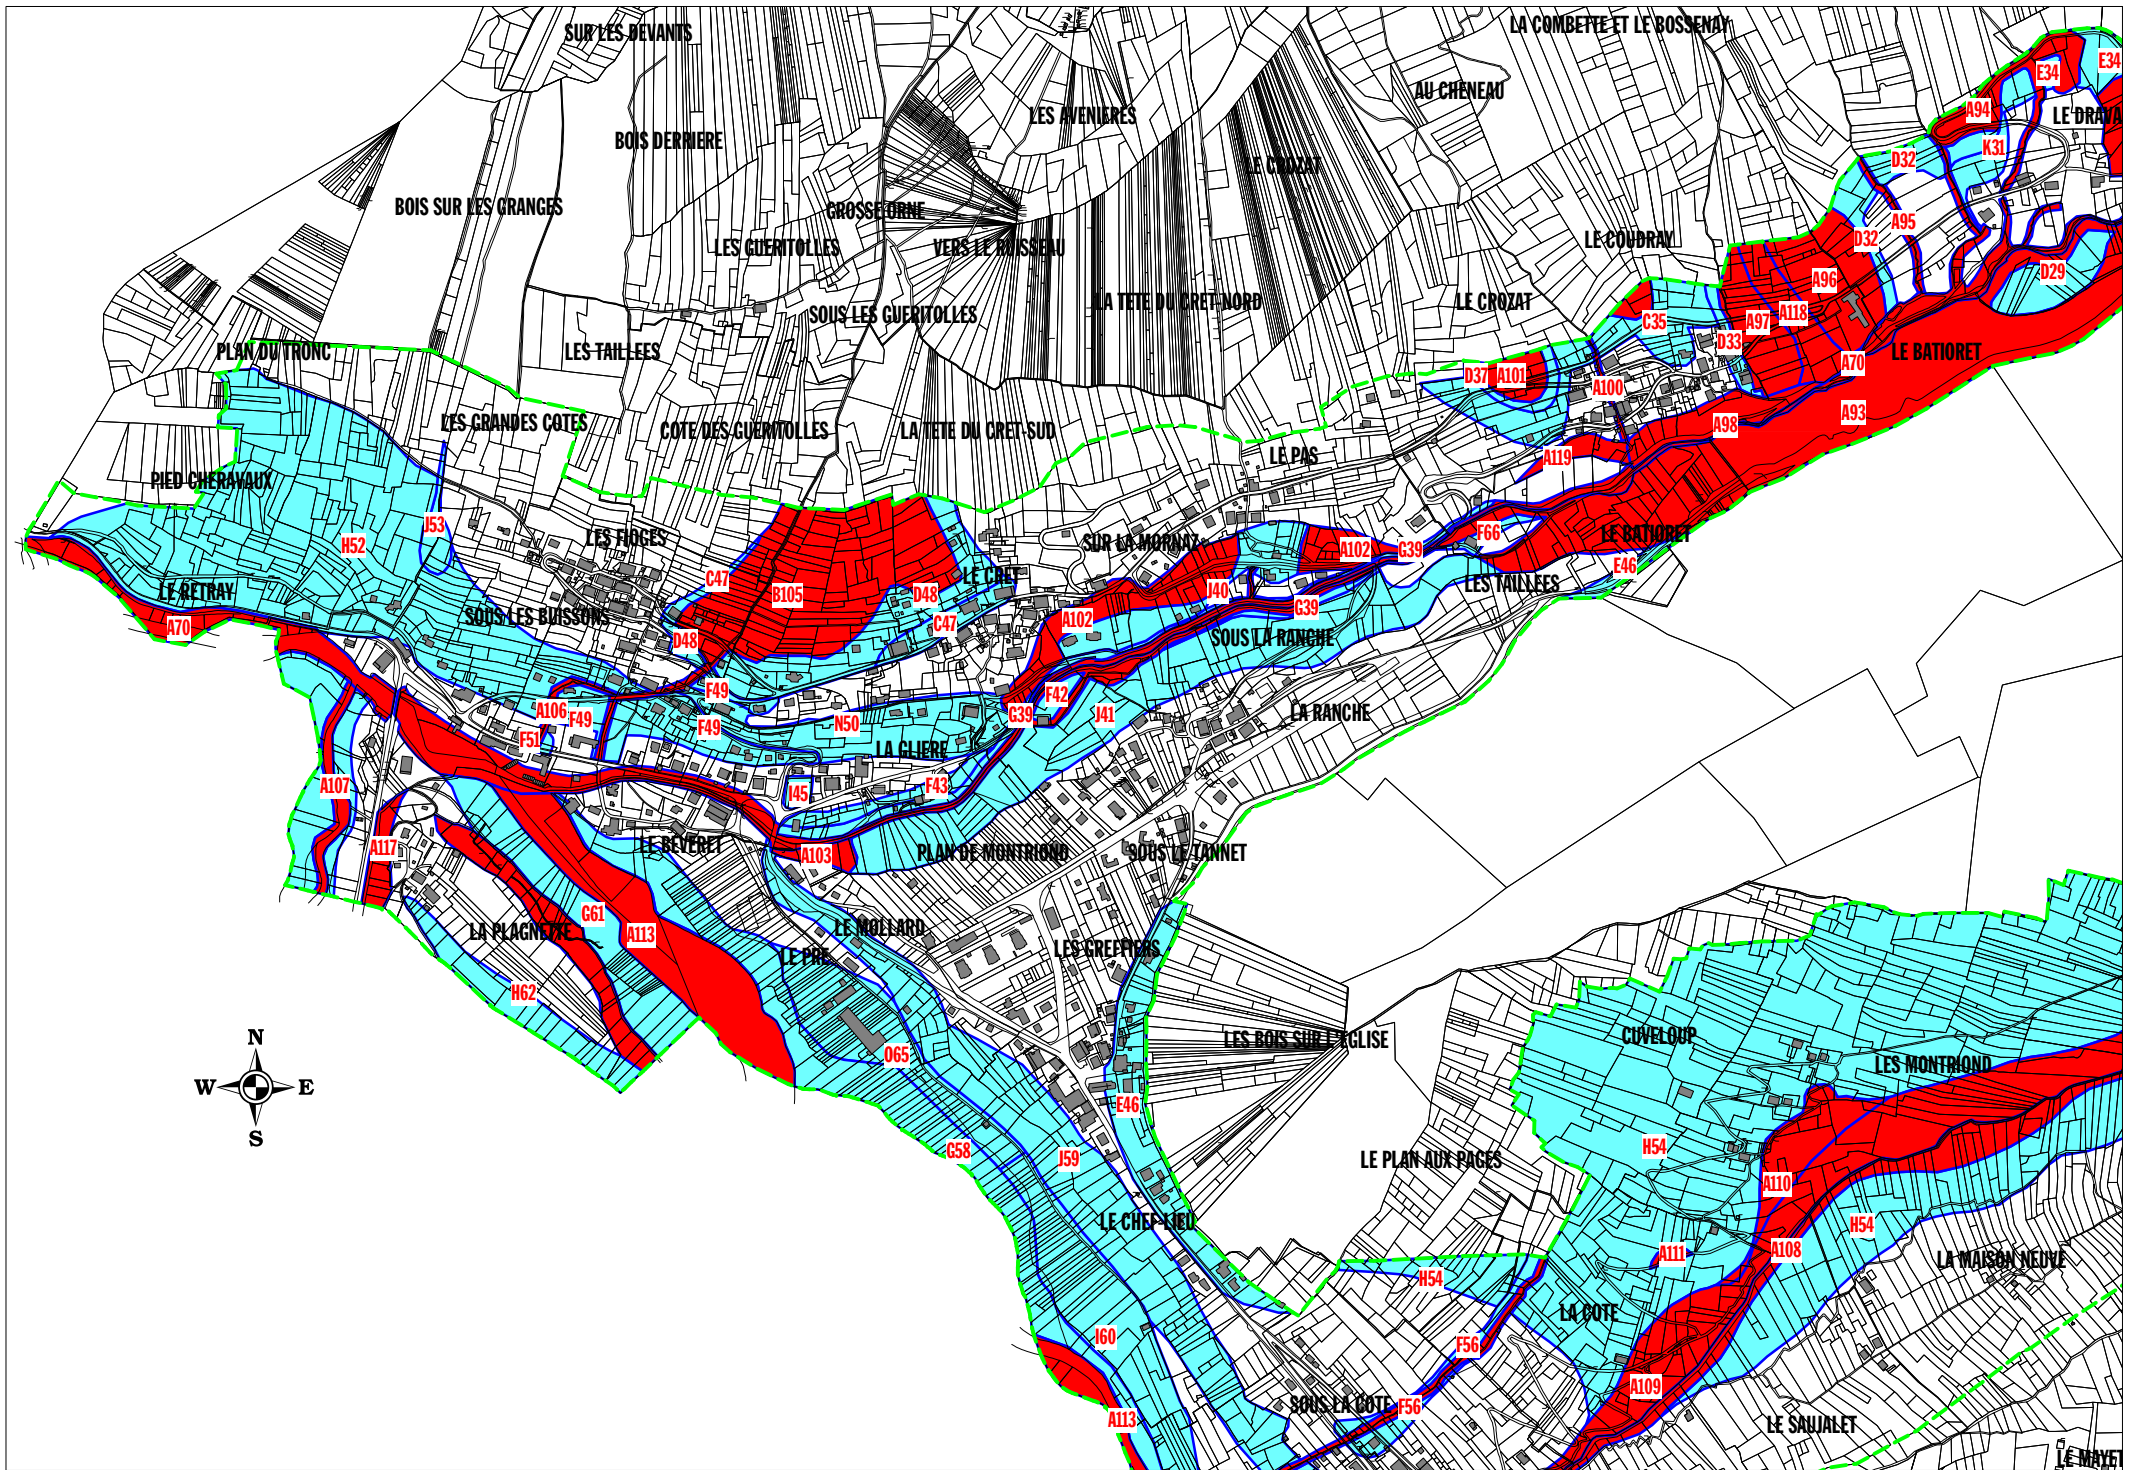 SUR LES DEVANTS
LA COMBETTE ET LE BOSSENAY
E34
E34
AU CHENEAU
LES AVENIERES
A94
LE DRAVA
BOIS DERRIERE
K31
D32
LE CROZAT
BOIS SUR LES GRANGES
GROSSE ORNE
A95
LES GUERITOLLES
VERS LE RUISSEAU
LE COUDRAY
D32
D29
A96
LA TETE DU CRET-NORD
LE CROZAT
SOUS LES GUERITOLLES
A118
A97
C35
D33
PLAN DU TRONC
LES TAILLEES
LE BATIORET
A70
D37
A101
A100
A93
LES GRANDES COTES
COTE DES GUERITOLLES
LA TETE DU CRET-SUD
A98
LE PAS
A119
PIED CHERAVAUX
J53
H52
LES FIOGES
SUR LA MORNAZ
A102
G39
F66
LE BATIORET
E46
C47
LE CRET
LES TAILLEES
LE RETRAY
B105
D48
J40
G39
SOUS LES BUISSONS
A70
C47
A102
D48
SOUS LA RANCHE
F49
F42
A106
F49
F49
N50
G39
J41
LA RANCHE
F51
LA GLIERE
A107
I45
F43
A117
LE BEVERET
A103
PLAN DE MONTRIOND
SOUS LE TANNET
G61
LA PLAGNETTE
A113
LE MOLLARD
LES GREFFIERS
LE PRE
H62
N
CUVELOUP
LES BOIS SUR L'EGLISE
O65
LES MONTRIOND
W
E
E46
S
G58
J59
LE PLAN AUX PAGES
H54
A110
LE CHEF-LIEU
H54
A111
A108
LA MAISON NEUVE
H54
LA COTE
I60
F56
A109
SOUS LA COTE
F56
A113
LE SAUJALET
LE MAYET